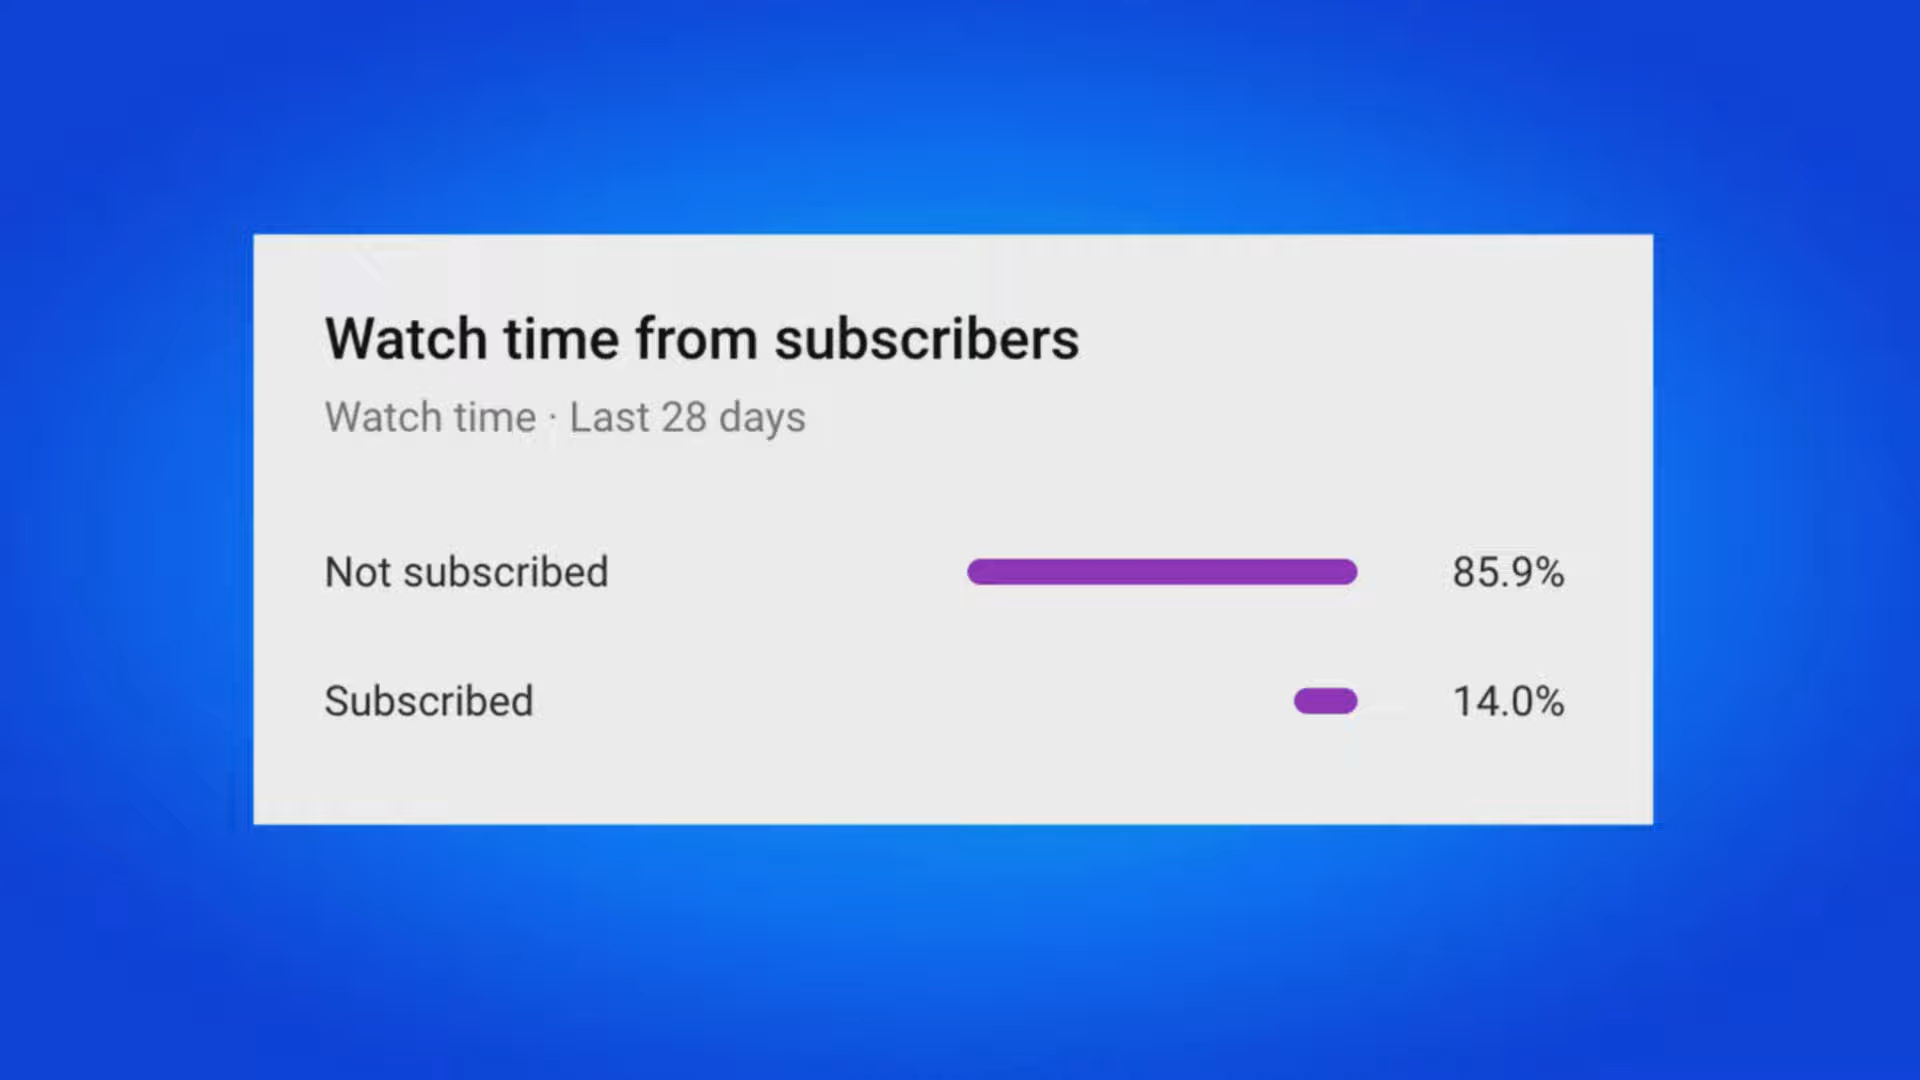 Watch time from subscribers
Watch time · Last 28 days
Not subscribed 85.9%
Subscribed 14.0%